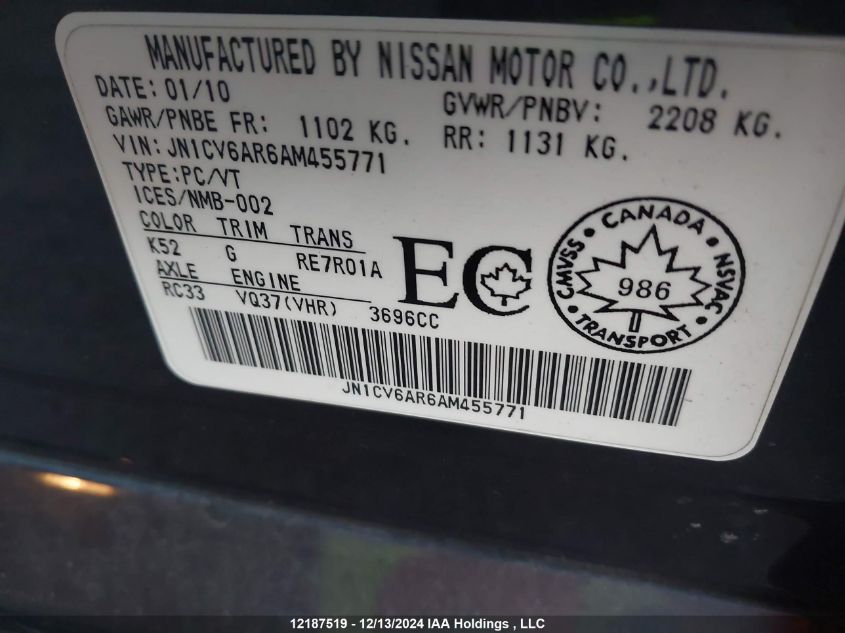 MANUFACTURED BY NISSAN MOTOR CO.,LTD.
DATE: 01/10 GVWR/PNBV: 2208 KG.
GAWR/PNBE FR: 1102 KG. RR: 1131 KG.
VIN: JN1CV6AR6AM455771
TYPE:PC/VT
ICES/NMB-002
COLOR TRIM TRANS
K52 G RE7R01A
AXLE ENGINE
RC33 VQ37(VHR) 3696CC
EC
CANADA
CMVSS NSVAC
986
TRANSPORT
JN1CV6AR6AM455771
12187519 - 12/13/2024 IAA Holdings , LLC